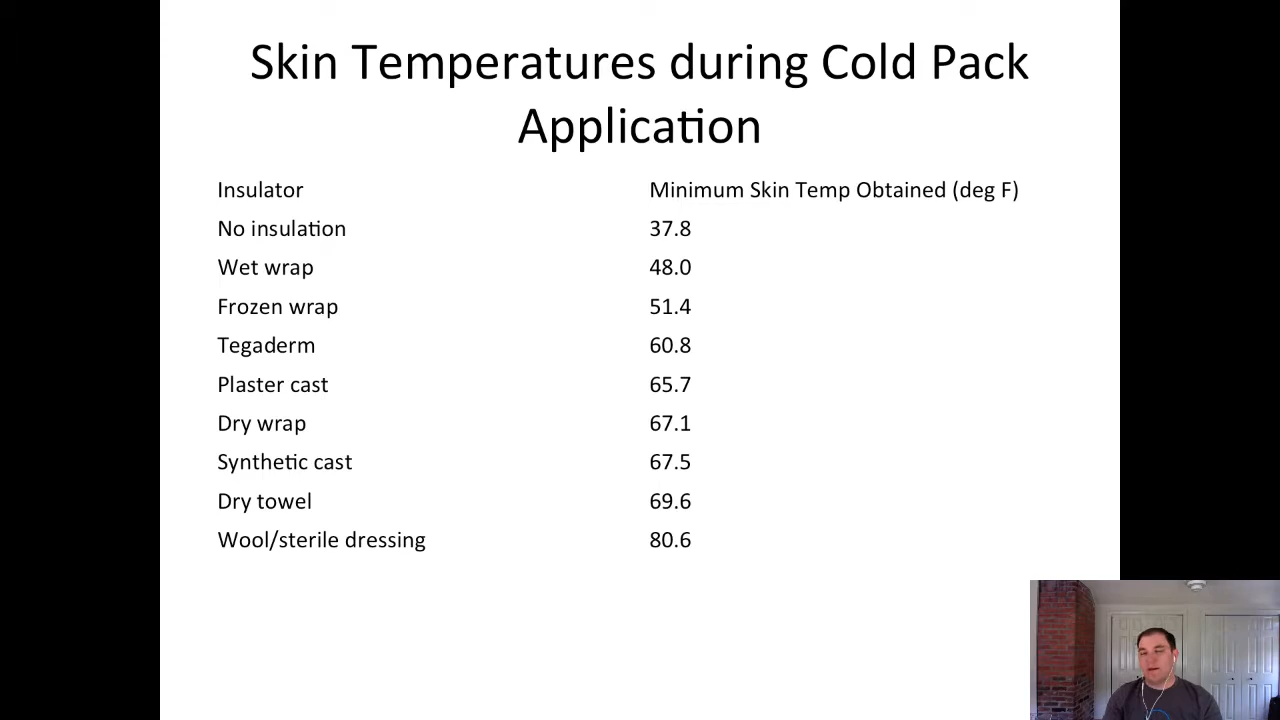 Skin Temperatures during Cold Pack
Application
Insulator Minimum Skin Temp Obtained (deg F)
No insulation 37.8
Wet wrap 48.0
Frozen wrap 51.4
Tegaderm 60.8
Plaster cast 65.7
Dry wrap 67.1
Synthetic cast 67.5
Dry towel 69.6
Wool/sterile dressing 80.6